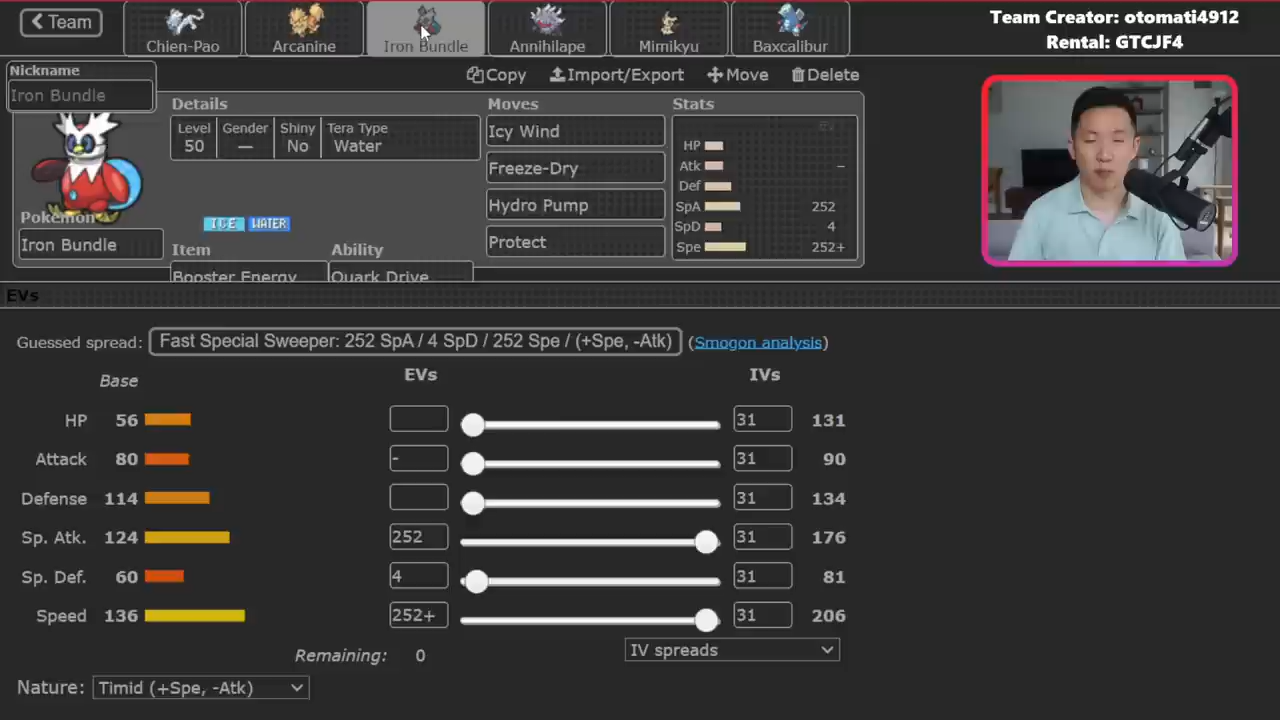 Team
Chien-Pao
Arcanine
Iron Bundle
Annihilape
Mimikyu
Baxcalibur
Team Creator: otomati4912
Rental: GTCJF4
Nickname
Iron Bundle
Copy
Import/Export
Move
Delete
Details
Level
50
Gender
—
Shiny
No
Tera Type
Water
Moves
Icy Wind
Freeze-Dry
Hydro Pump
Protect
Stats
EV
HP
Atk –
Def
SpA 252
SpD 4
Spe 252+
ICE WATER
Pokémon
Iron Bundle
Item
Booster Energy
Ability
Quark Drive
EVs
Guessed spread: Fast Special Sweeper: 252 SpA / 4 SpD / 252 Spe / (+Spe, -Atk) (Smogon analysis)
Base EVs IVs
HP 56 31 131
Attack 80 - 31 90
Defense 114 31 134
Sp. Atk. 124 252 31 176
Sp. Def. 60 4 31 81
Speed 136 252+ 31 206
Remaining: 0
IV spreads
Nature: Timid (+Spe, -Atk)